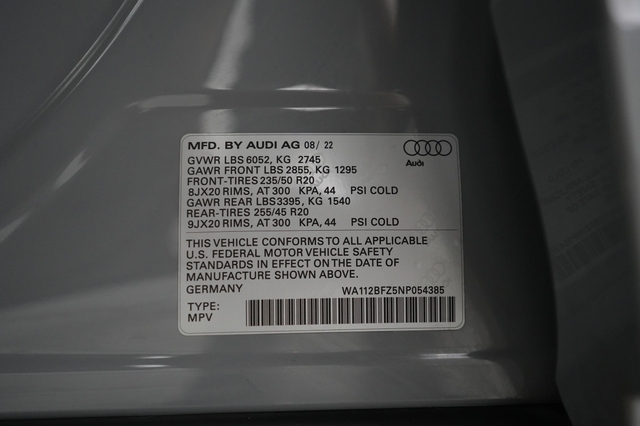 MFD. BY AUDI AG 08/ 22
Audi
GVWR LBS 6052, KG 2745
GAWR FRONT LBS 2855, KG 1295
FRONT-TIRES 235/50 R20
8JX20 RIMS, AT 300 KPA, 44 PSI COLD
GAWR REAR LBS3395, KG 1540
REAR-TIRES 255/45 R20
9JX20 RIMS, AT 300 KPA, 44 PSI COLD
THIS VEHICLE CONFORMS TO ALL APPLICABLE
U.S. FEDERAL MOTOR VEHICLE SAFETY
STANDARDS IN EFFECT ON THE DATE OF
MANUFACTURE SHOWN ABOVE.
GERMANY WA112BFZ5NP054385
TYPE:
MPV